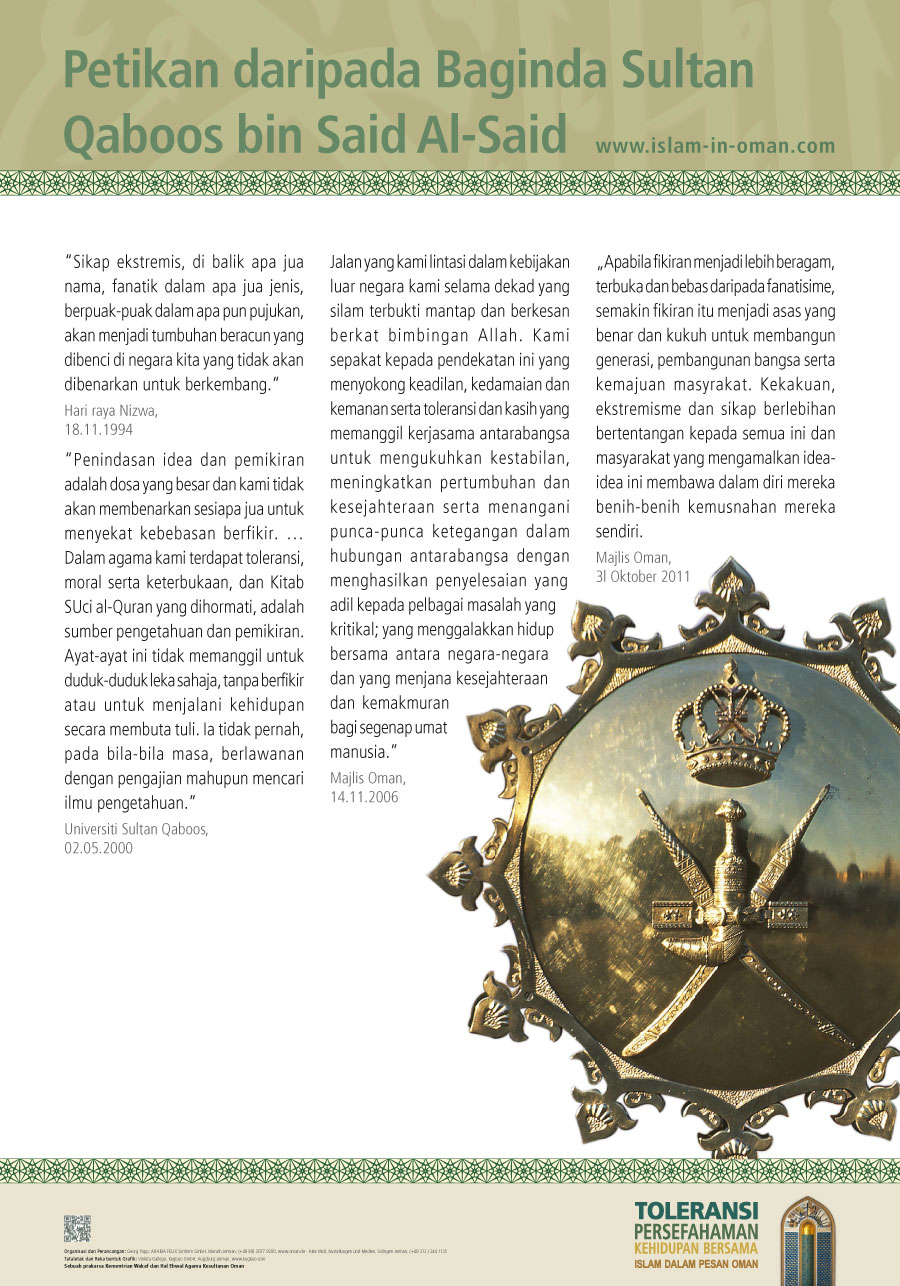 Petikan daripada Baginda Sultan
Qaboos bin Said Al-Said www.islam-in-oman.com
“Sikap ekstremis, di balik apa jua
nama, fanatik dalam apa jua jenis,
berpuak-puak dalam apa pun pujukan,
akan menjadi tumbuhan beracun yang
dibenci di negara kita yang tidak akan
dibenarkan untuk berkembang.”
Hari raya Nizwa,
18.11.1994
“Penindasan idea dan pemikiran
adalah dosa yang besar dan kami tidak
akan membenarkan sesiapa jua untuk
menyekat kebebasan berfikir. …
Dalam agama kami terdapat toleransi,
moral serta keterbukaan, dan Kitab
SUci al-Quran yang dihormati, adalah
sumber pengetahuan dan pemikiran.
Ayat-ayat ini tidak memanggil untuk
duduk-duduk leka sahaja, tanpa berfikir
atau untuk menjalani kehidupan
secara membuta tuli. Ia tidak pernah,
pada bila-bila masa, berlawanan
dengan pengajian mahupun mencari
ilmu pengetahuan.”
Universiti Sultan Qaboos,
02.05.2000
Jalan yang kami lintasi dalam kebijakan
luar negara kami selama dekad yang
silam terbukti mantap dan berkesan
berkat bimbingan Allah. Kami
sepakat kepada pendekatan ini yang
menyokong keadilan, kedamaian dan
kemanan serta toleransi dan kasih yang
memanggil kerjasama antarabangsa
untuk mengukuhkan kestabilan,
meningkatkan pertumbuhan dan
kesejahteraan serta menangani
punca-punca ketegangan dalam
hubungan antarabangsa dengan
menghasilkan penyelesaian yang
adil kepada pelbagai masalah yang
kritikal; yang menggalakkan hidup
bersama antara negara-negara
dan yang menjana kesejahteraan
dan kemakmuran
bagi segenap umat
manusia.”
Majlis Oman,
14.11.2006
„Apabila fikiran menjadi lebih beragam,
terbuka dan bebas daripada fanatisime,
semakin fikiran itu menjadi asas yang
benar dan kukuh untuk membangun
generasi, pembangunan bangsa serta
kemajuan masyrakat. Kekakuan,
ekstremisme dan sikap berlebihan
bertentangan kepada semua ini dan
masyarakat yang mengamalkan idea-
idea ini membawa dalam diri mereka
benih-benih kemusnahan mereka
sendiri.
Majlis Oman,
3l Oktober 2011
TOLERANSI
PERSEFAHAMAN
KEHIDUPAN BERSAMA
ISLAM DALAM PESAN OMAN
Organisasi dan Perancangan:
Sebuah prakarsa Kementrian Wakaf dan Hal Ehwal Agama Kesultanan Oman